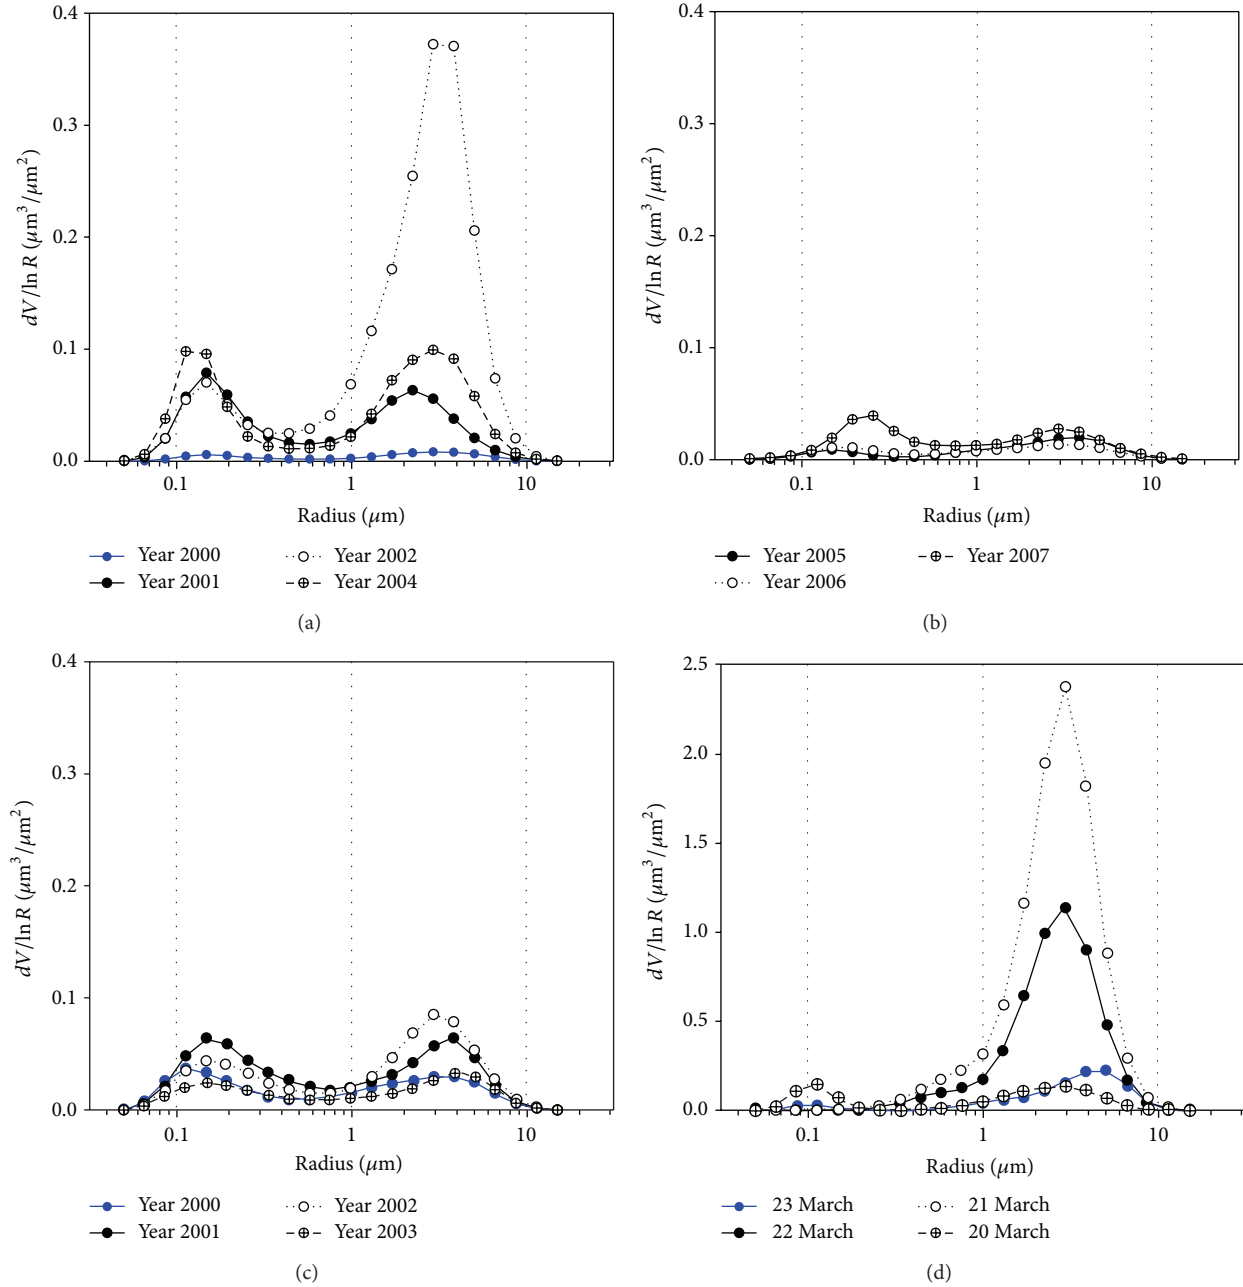 0.4
0.3
0.2
0.1
0.0
dV/ln R (μm³/μm²)
0.1 1 10
Radius (μm)
Year 2000 Year 2002
Year 2001 Year 2004
(a)
0.4
0.3
0.2
0.1
0.0
dV/ln R (μm³/μm²)
0.1 1 10
Radius (μm)
Year 2005 Year 2007
Year 2006
(b)
0.4
0.3
0.2
0.1
0.0
dV/ln R (μm³/μm²)
0.1 1 10
Radius (μm)
Year 2000 Year 2002
Year 2001 Year 2003
(c)
2.5
2.0
1.5
1.0
0.5
0.0
dV/ln R (μm³/μm²)
0.1 1 10
Radius (μm)
23 March 21 March
22 March 20 March
(d)